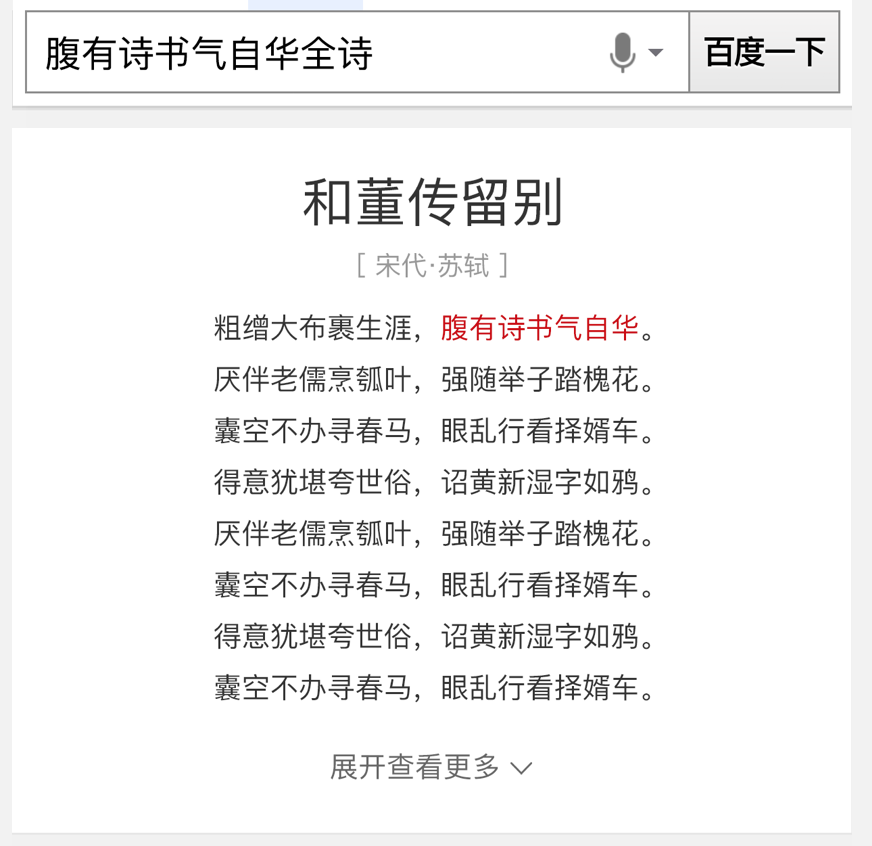 腹有诗书气自华全诗
百度一下
和董传留别
[ 宋代·苏轼 ]
粗缯大布裹生涯，腹有诗书气自华。
厌伴老儒烹瓠叶，强随举子踏槐花。
囊空不办寻春马，眼乱行看择婿车。
得意犹堪夸世俗，诏黄新湿字如鸦。
厌伴老儒烹瓠叶，强随举子踏槐花。
囊空不办寻春马，眼乱行看择婿车。
得意犹堪夸世俗，诏黄新湿字如鸦。
囊空不办寻春马，眼乱行看择婿车。
展开查看更多